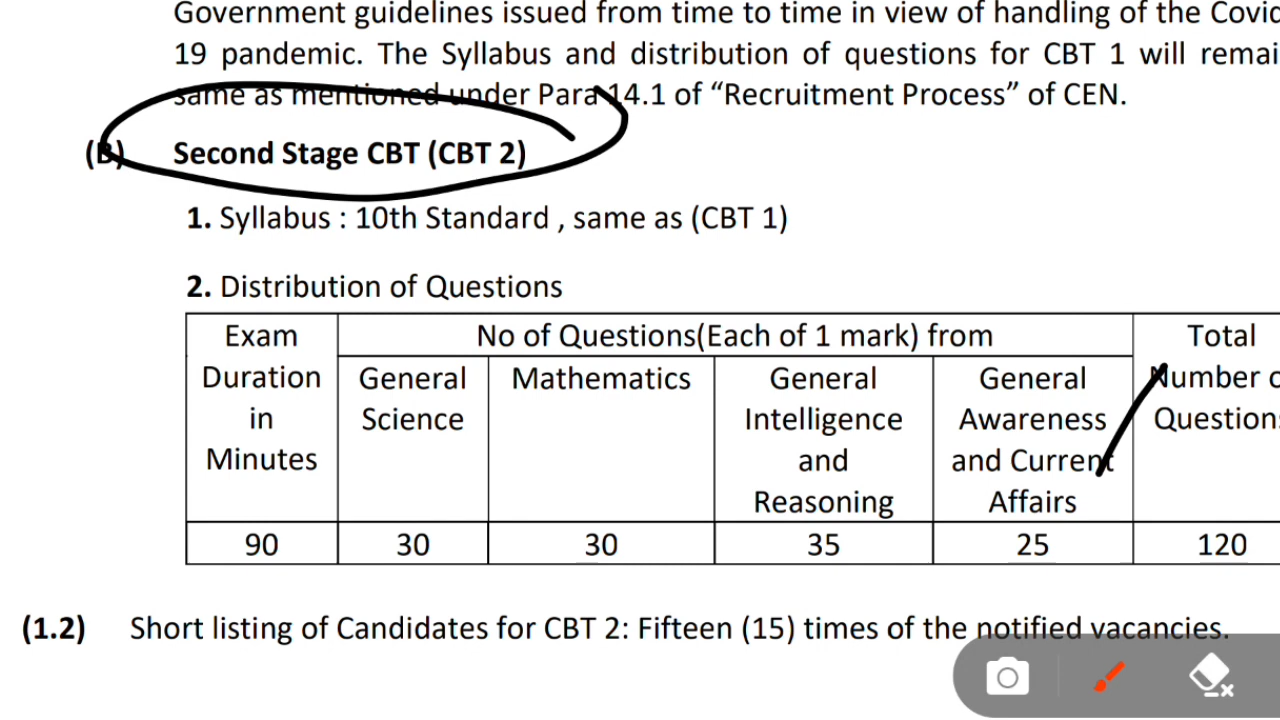 Government guidelines issued from time to time in view of handling of the Covid
19 pandemic. The Syllabus and distribution of questions for CBT 1 will remai
same as mentioned under Para 14.1 of “Recruitment Process” of CEN.
(B) Second Stage CBT (CBT 2)
1. Syllabus : 10th Standard , same as (CBT 1)
2. Distribution of Questions
Exam Duration in Minutes
No of Questions(Each of 1 mark) from
Total Number o Questions
General Science
Mathematics
General Intelligence and Reasoning
General Awareness and Current Affairs
90 30 30 35 25 120
(1.2) Short listing of Candidates for CBT 2: Fifteen (15) times of the notified vacancies.